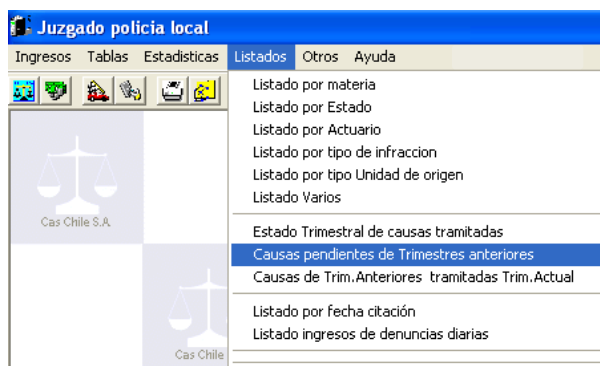 Juzgado policia local
Ingresos Tablas Estadisticas Listados Otros Ayuda
Listado por materia
Listado por Estado
Listado por Actuario
Listado por tipo de infraccion
Listado por tipo Unidad de origen
Listado Varios
Estado Trimestral de causas tramitadas
Causas pendientes de Trimestres anteriores
Causas de Trim.Anteriores tramitadas Trim.Actual
Listado por fecha citación
Listado ingresos de denuncias diarias
Cas Chile S.A.
Cas Chile